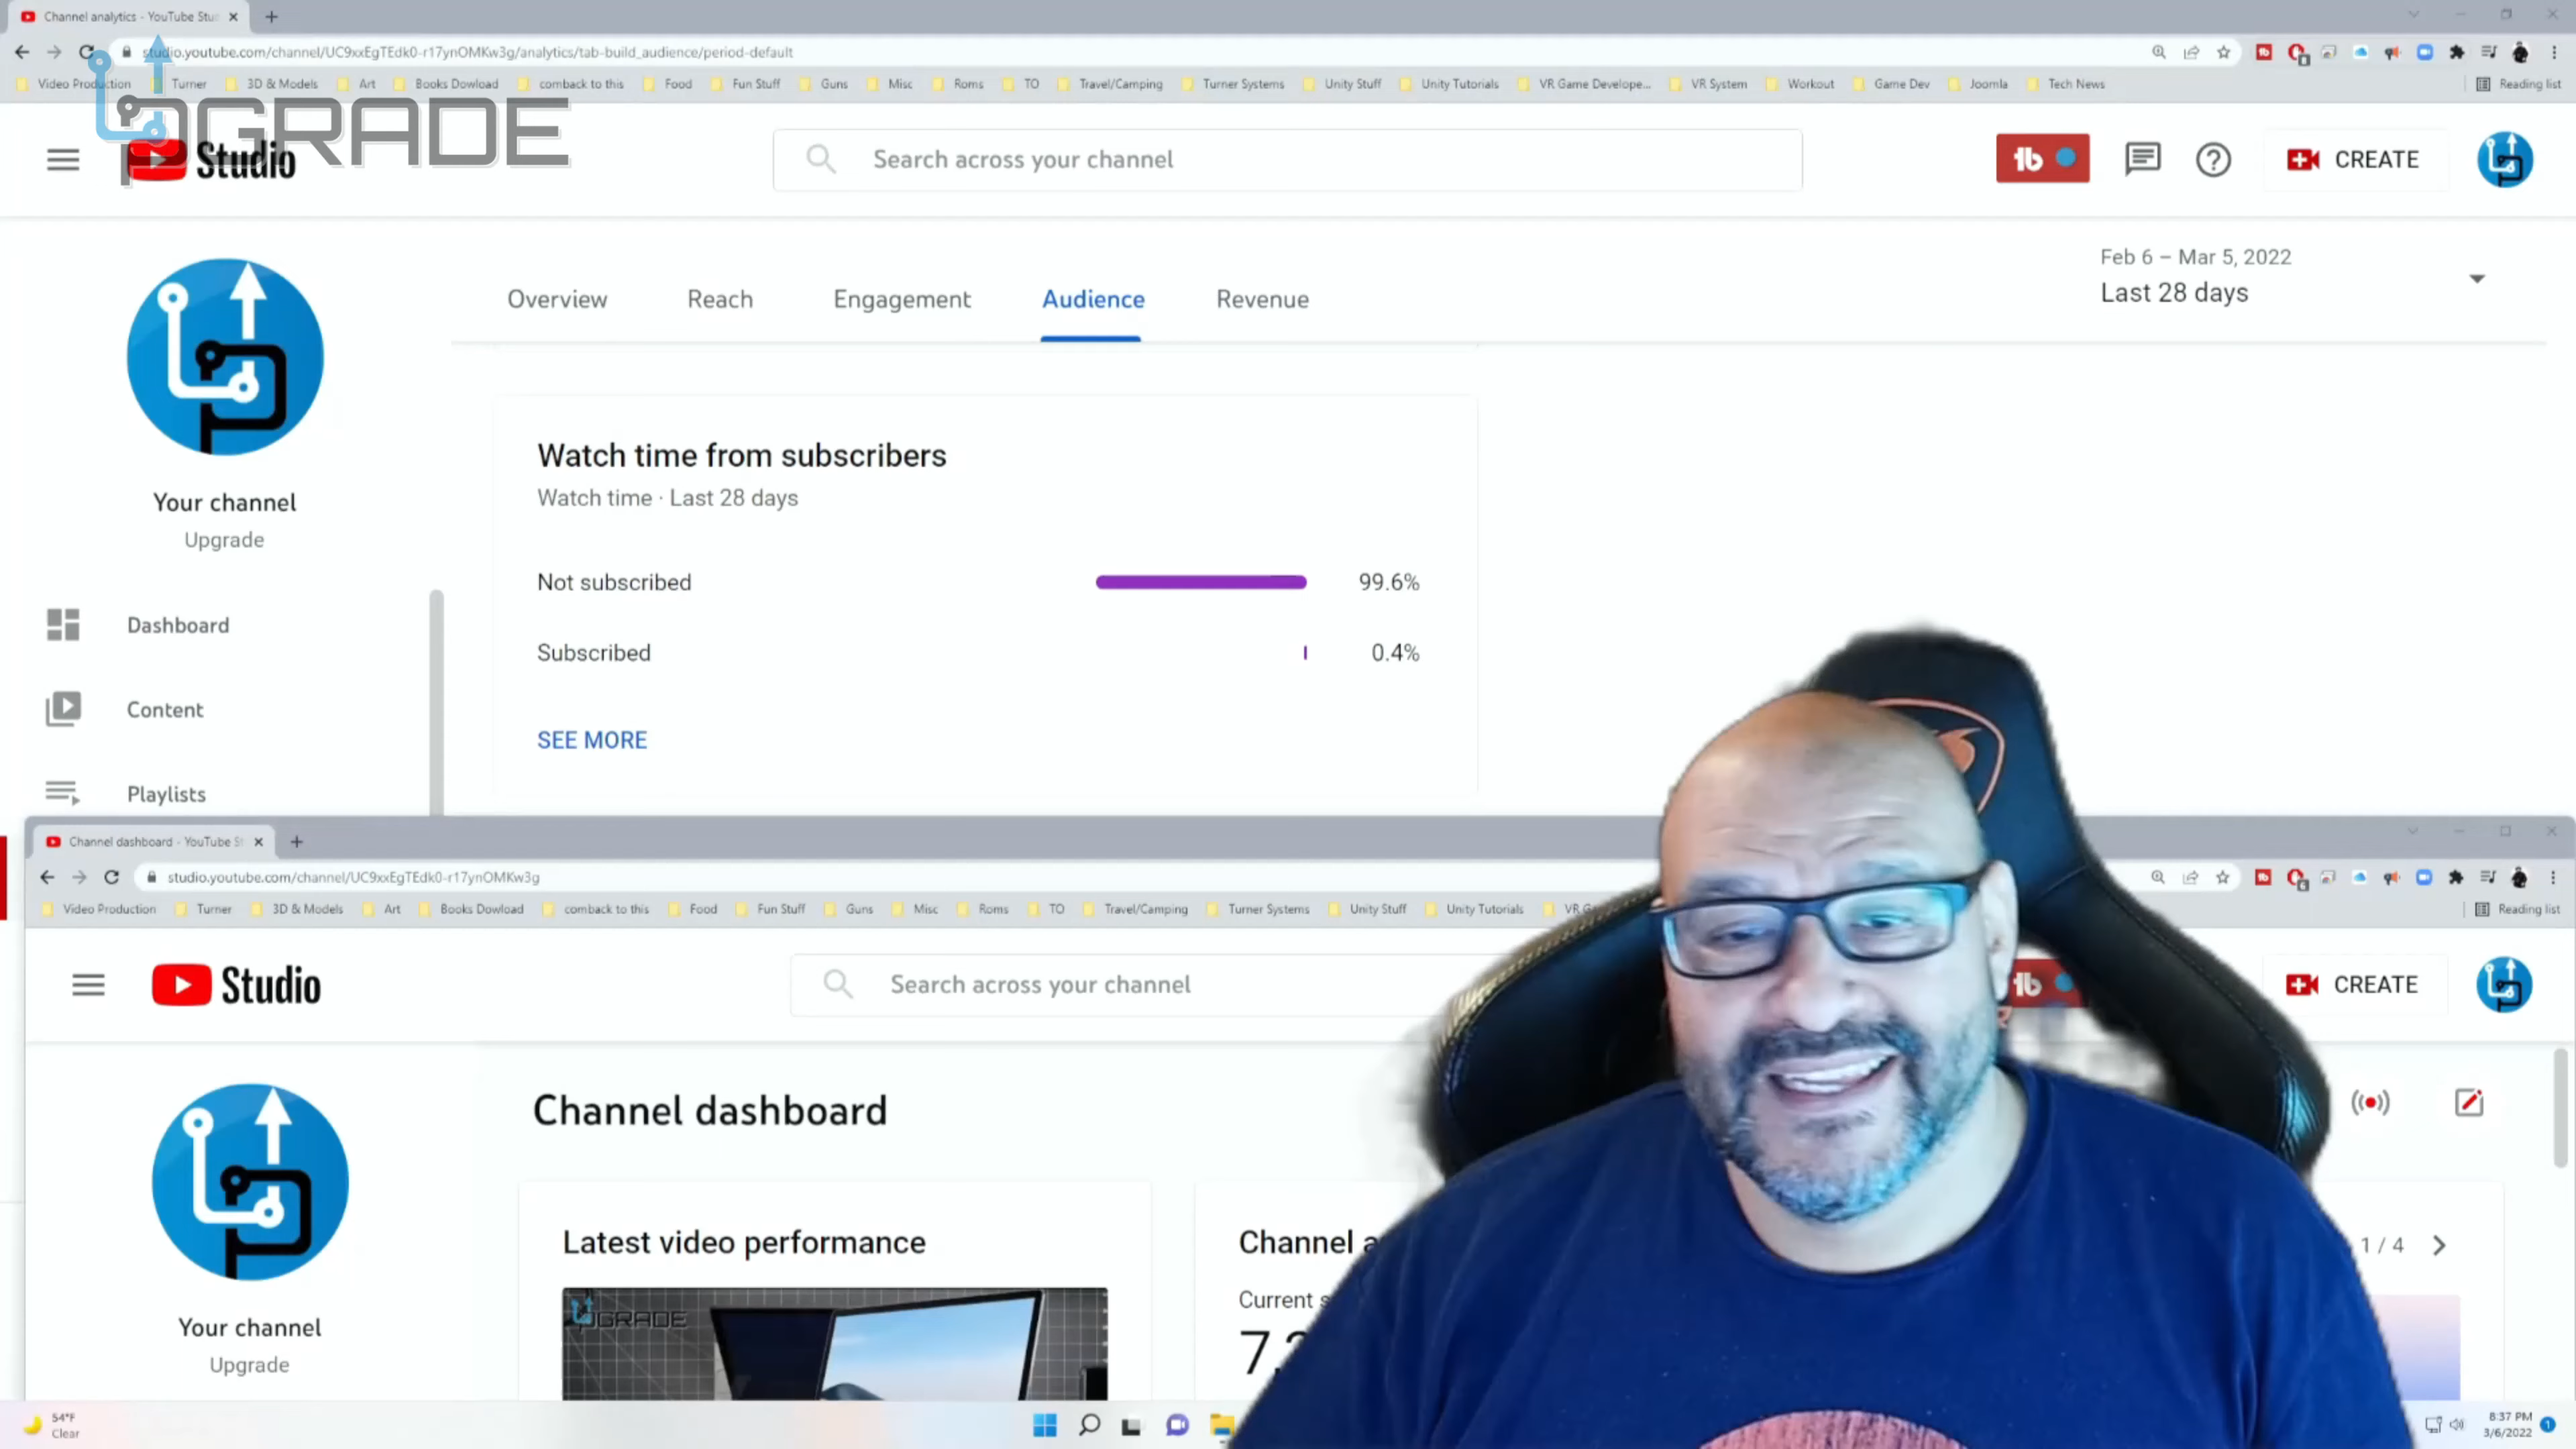 Channel analytics - YouTube Stu
studio.youtube.com/channel/UC9xxEgTEdk0-r17ynOMKw3g/analytics/tab-build_audience/period-default
Video Production Turner 3D & Models Art Books Dowload comback to this Food Fun Stuff Guns Misc Roms TO Travel/Camping Turner Systems Unity Stuff Unity Tutorials VR Game Develope... VR System Workout Game Dev Joomla Tech News Reading list
UPGRADE
Studio Search across your channel CREATE
Feb 6 – Mar 5, 2022
Last 28 days
Overview Reach Engagement Audience Revenue
Your channel
Upgrade
Dashboard
Content
Playlists
Watch time from subscribers
Watch time · Last 28 days
Not subscribed 99.6%
Subscribed 0.4%
SEE MORE
Channel dashboard - YouTube St
studio.youtube.com/channel/UC9xxEgTEdk0-r17ynOMKw3g
Video Production Turner 3D & Models Art Books Dowload comback to this Food Fun Stuff Guns Misc Roms TO Travel/Camping Turner Systems Unity Stuff Unity Tutorials VR Reading list
Studio Search across your channel CREATE
Channel dashboard
Your channel
Upgrade
Latest video performance
UPGRADE
Channel
Current
7,
1 / 4
54°F
Clear
8:37 PM
3/6/2022